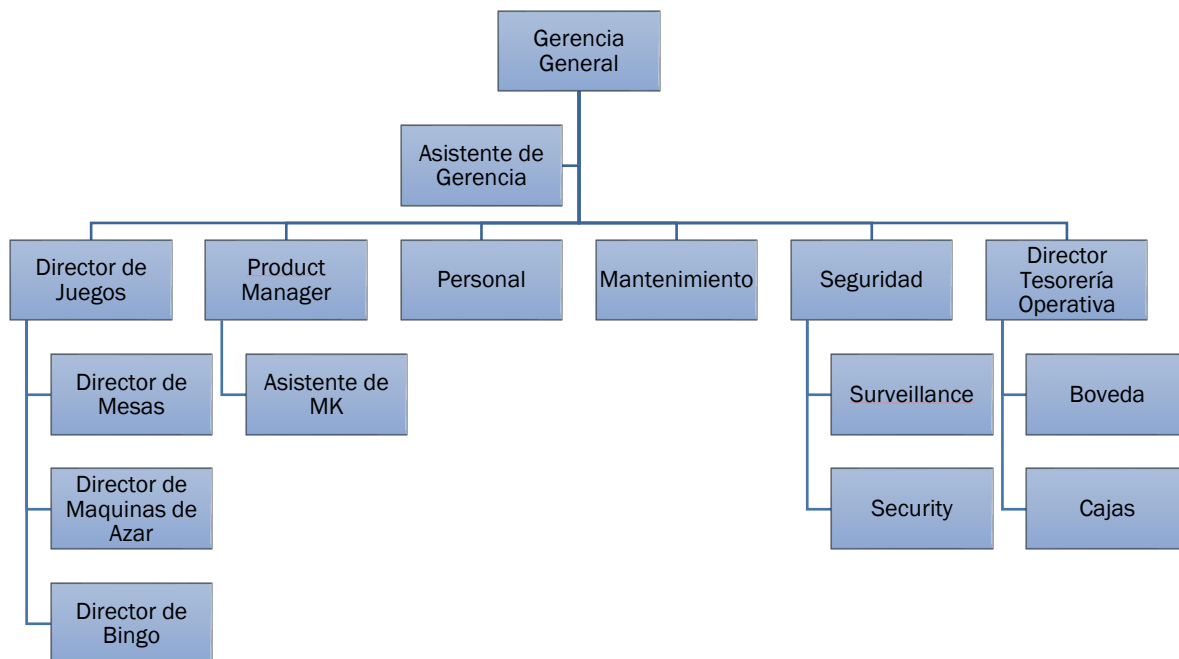 Gerencia
General
Asistente de
Gerencia
Director de
Juegos
Product
Manager
Personal
Mantenimiento
Seguridad
Director
Tesorería
Operativa
Director de
Mesas
Asistente de
MK
Surveillance
Boveda
Director de
Maquinas de
Azar
Security
Cajas
Director de
Bingo